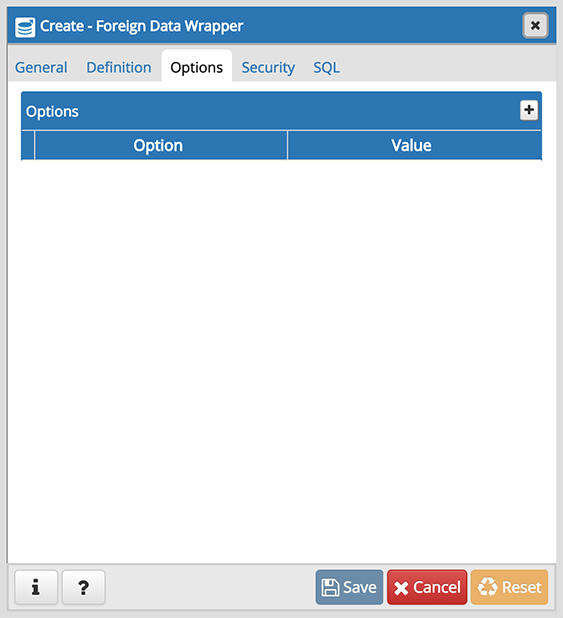 Create - Foreign Data Wrapper
General Definition Options Security SQL
Options
Option Value
i ? Save Cancel Reset